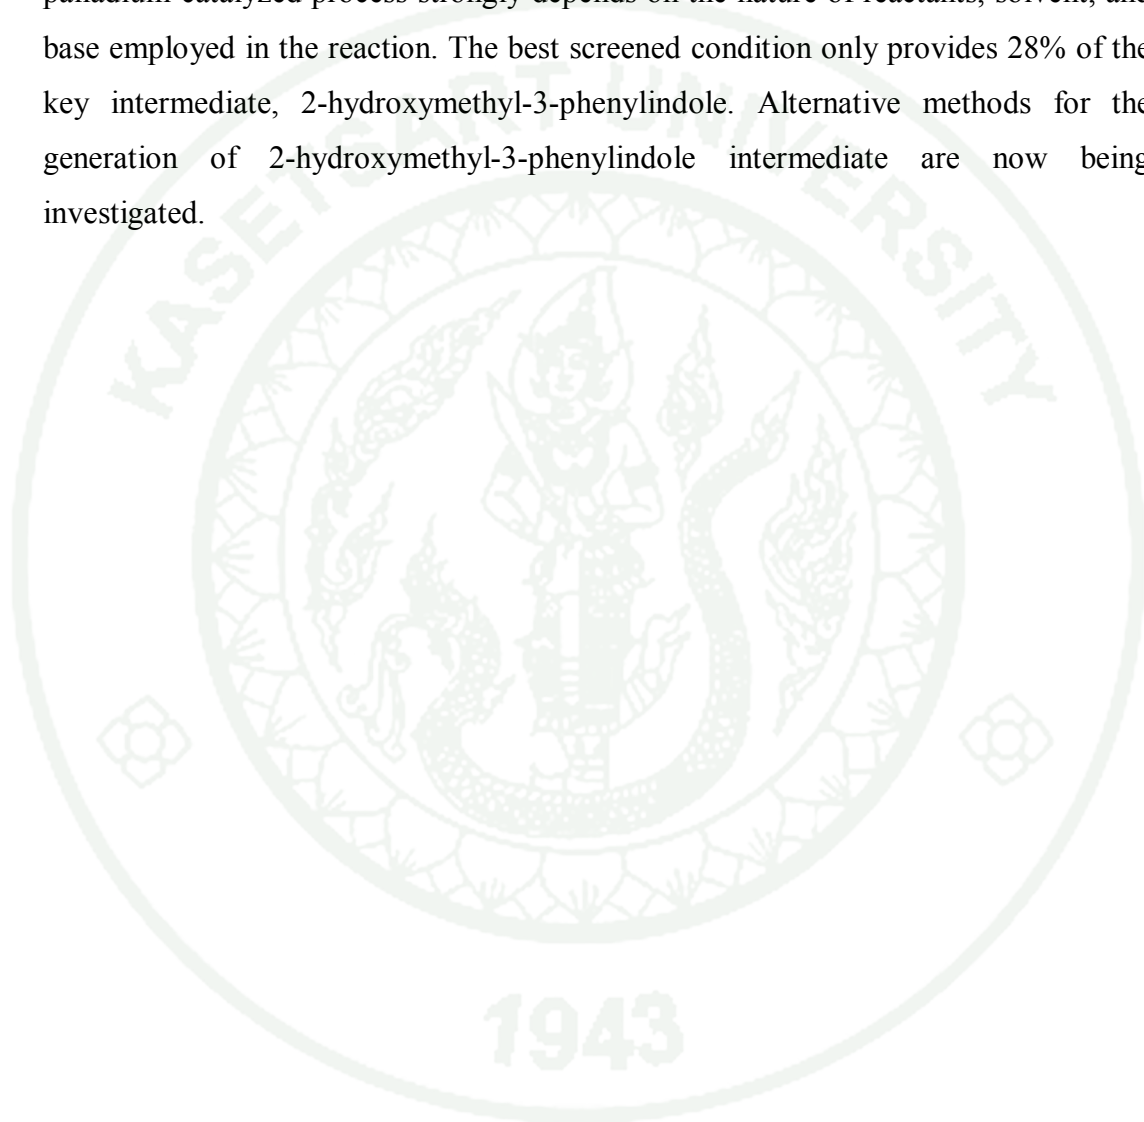 palladium-catalyzed process strongly depends on the nature of reactants, solvent, and
base employed in the reaction. The best screened condition only provides 28% of the
key intermediate, 2-hydroxymethyl-3-phenylindole. Alternative methods for the
generation of 2-hydroxymethyl-3-phenylindole intermediate are now being
investigated.
KASETSART UNIVERSITY
1943